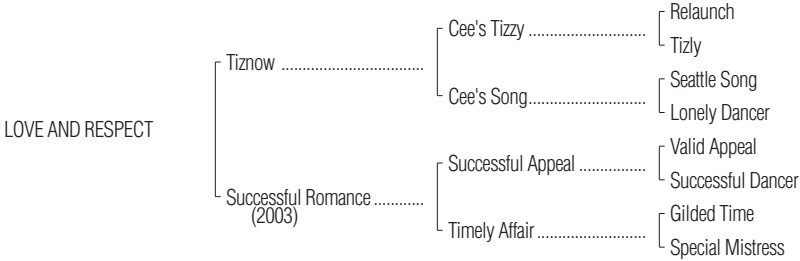 Relaunch
Cee's Tizzy ..............................
Tizly
Tiznow .....................................
Seattle Song
Cee's Song..............................
Lonely Dancer
LOVE AND RESPECT
Valid Appeal
Successful Appeal .................
Successful Dancer
Successful Romance .............
(2003)
Gilded Time
Timely Affair ............................
Special Mistress